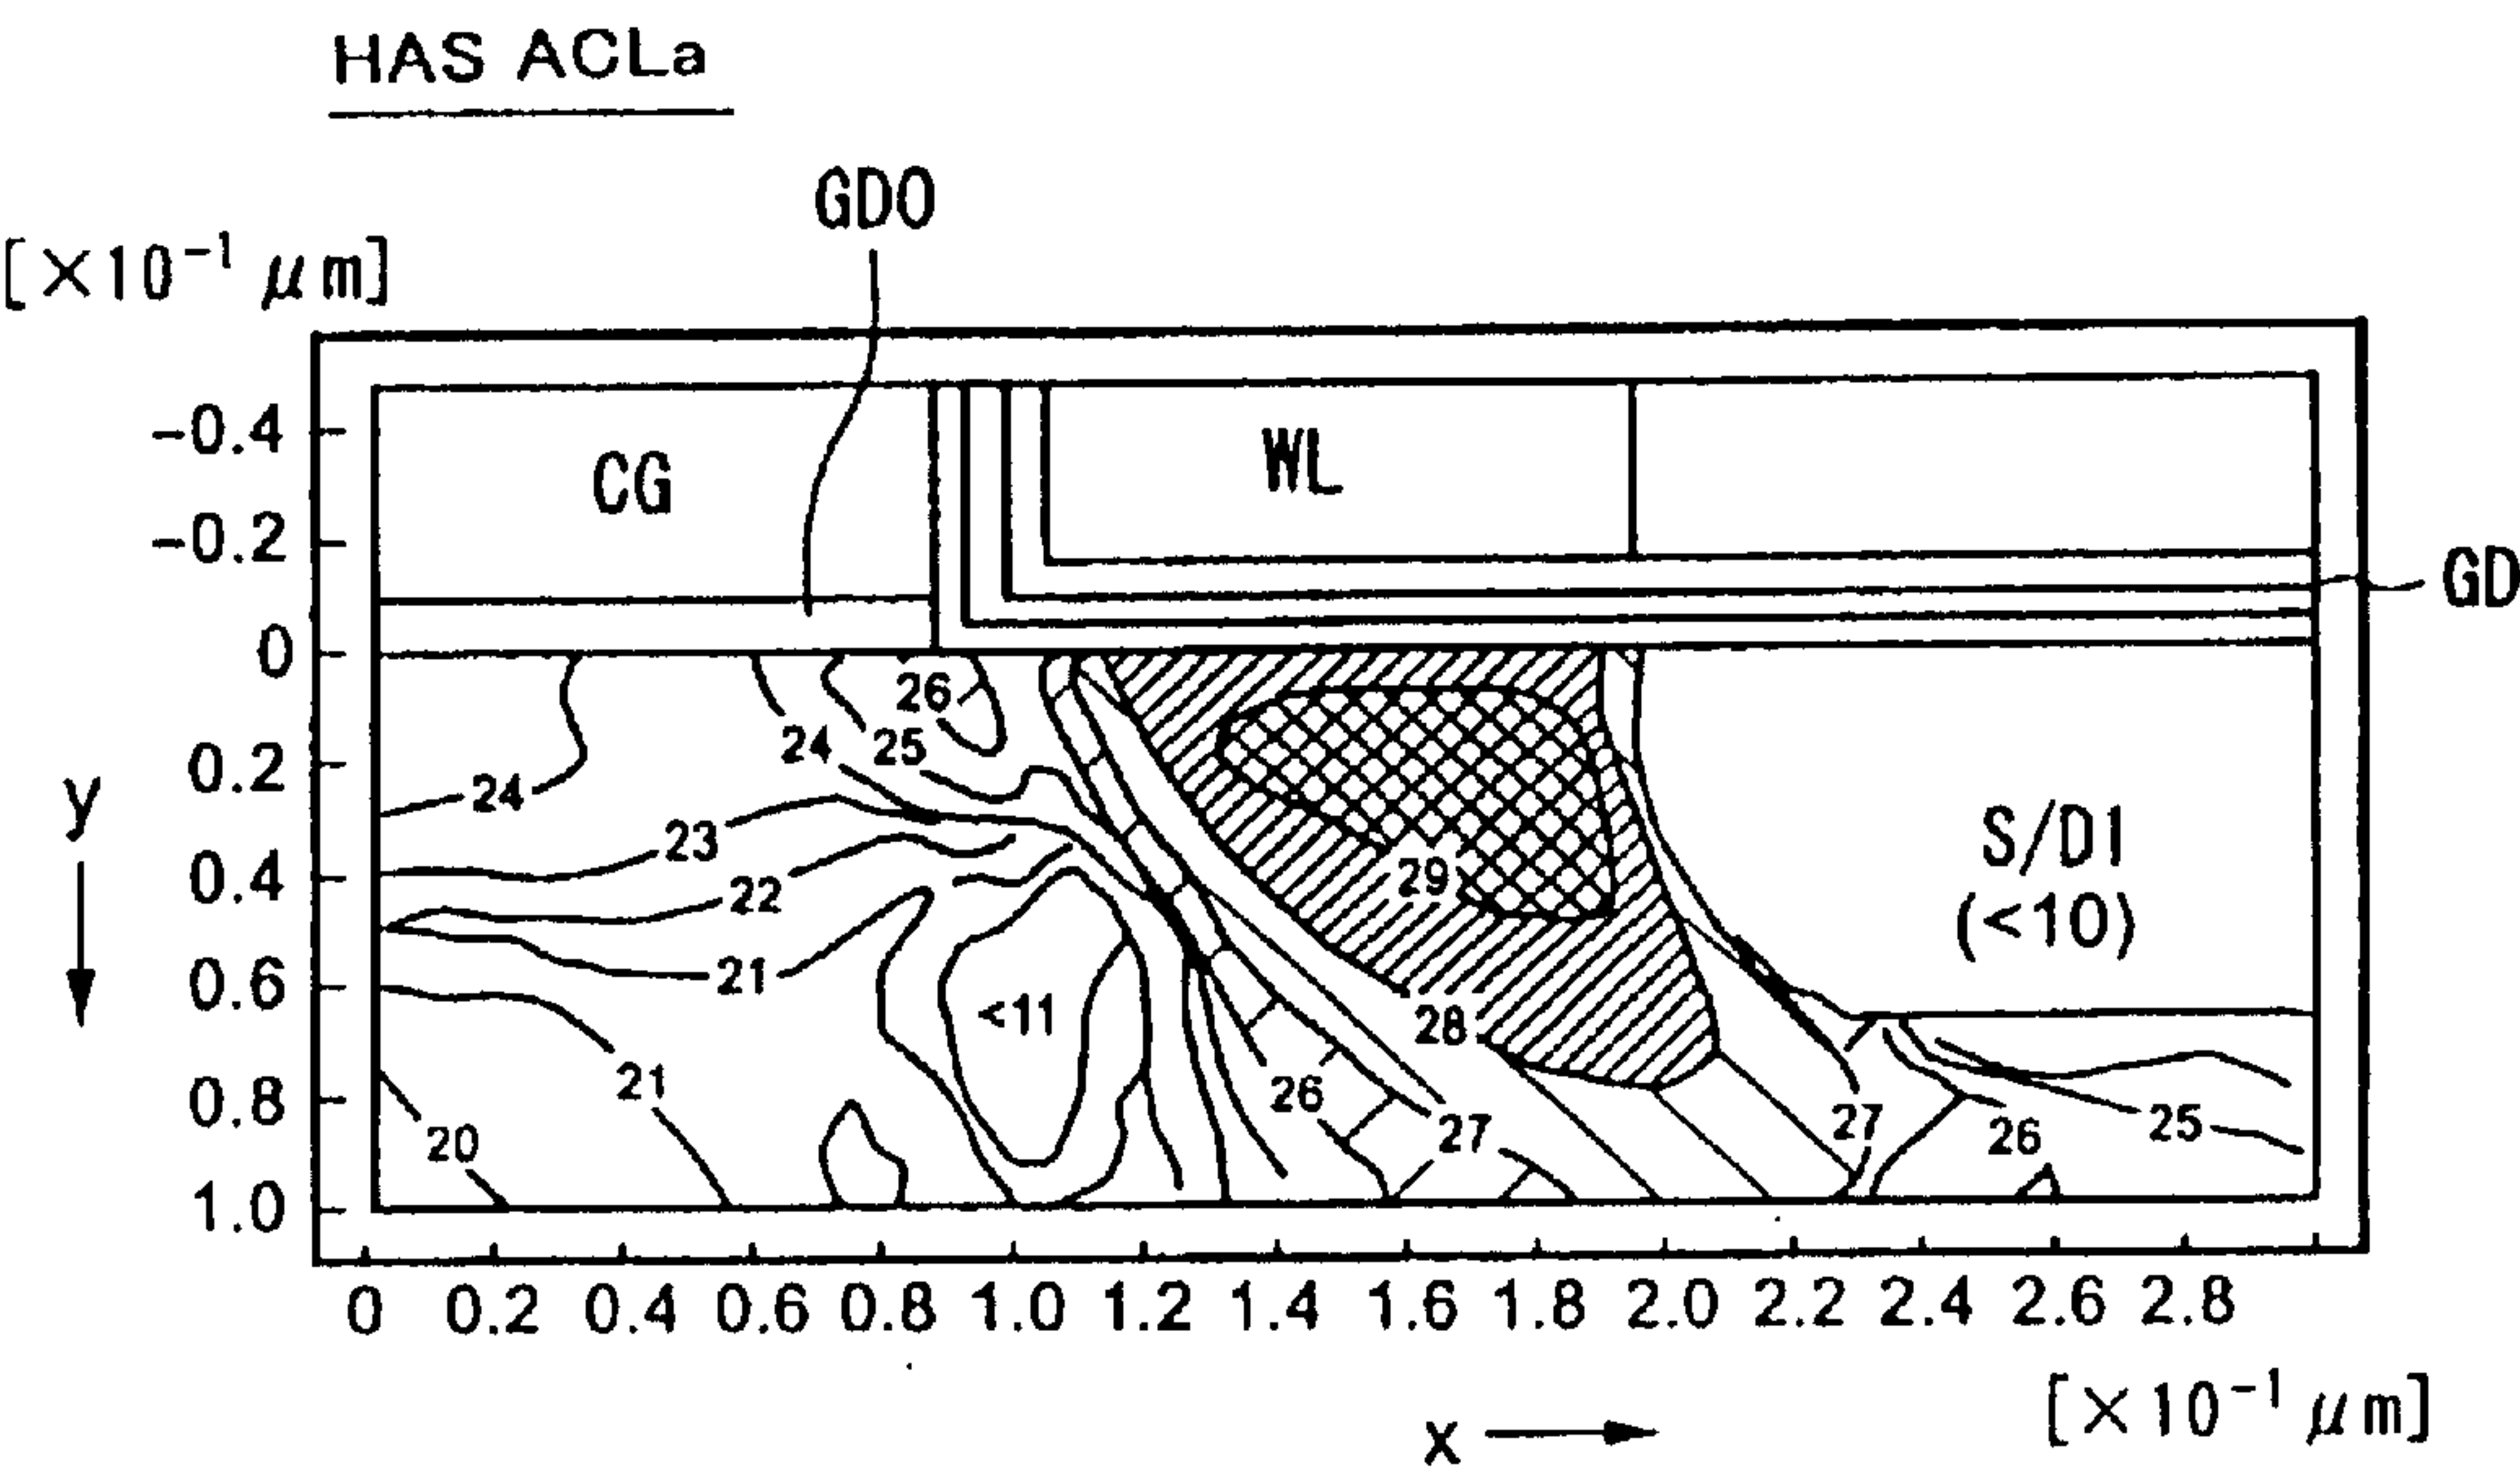 HAS ACLa
GD0
[×10⁻¹ μm]
-0.4
CG
WL
-0.2
GD
0
26
24
25
0.2
24
y
23
S/D1
0.4
22
29
(<10)
0.6
21
<11
28
0.8
21
26
27
27
26
25
20
1.0
0 0.2 0.4 0.6 0.8 1.0 1.2 1.4 1.6 1.8 2.0 2.2 2.4 2.6 2.8
x
[×10⁻¹ μm]